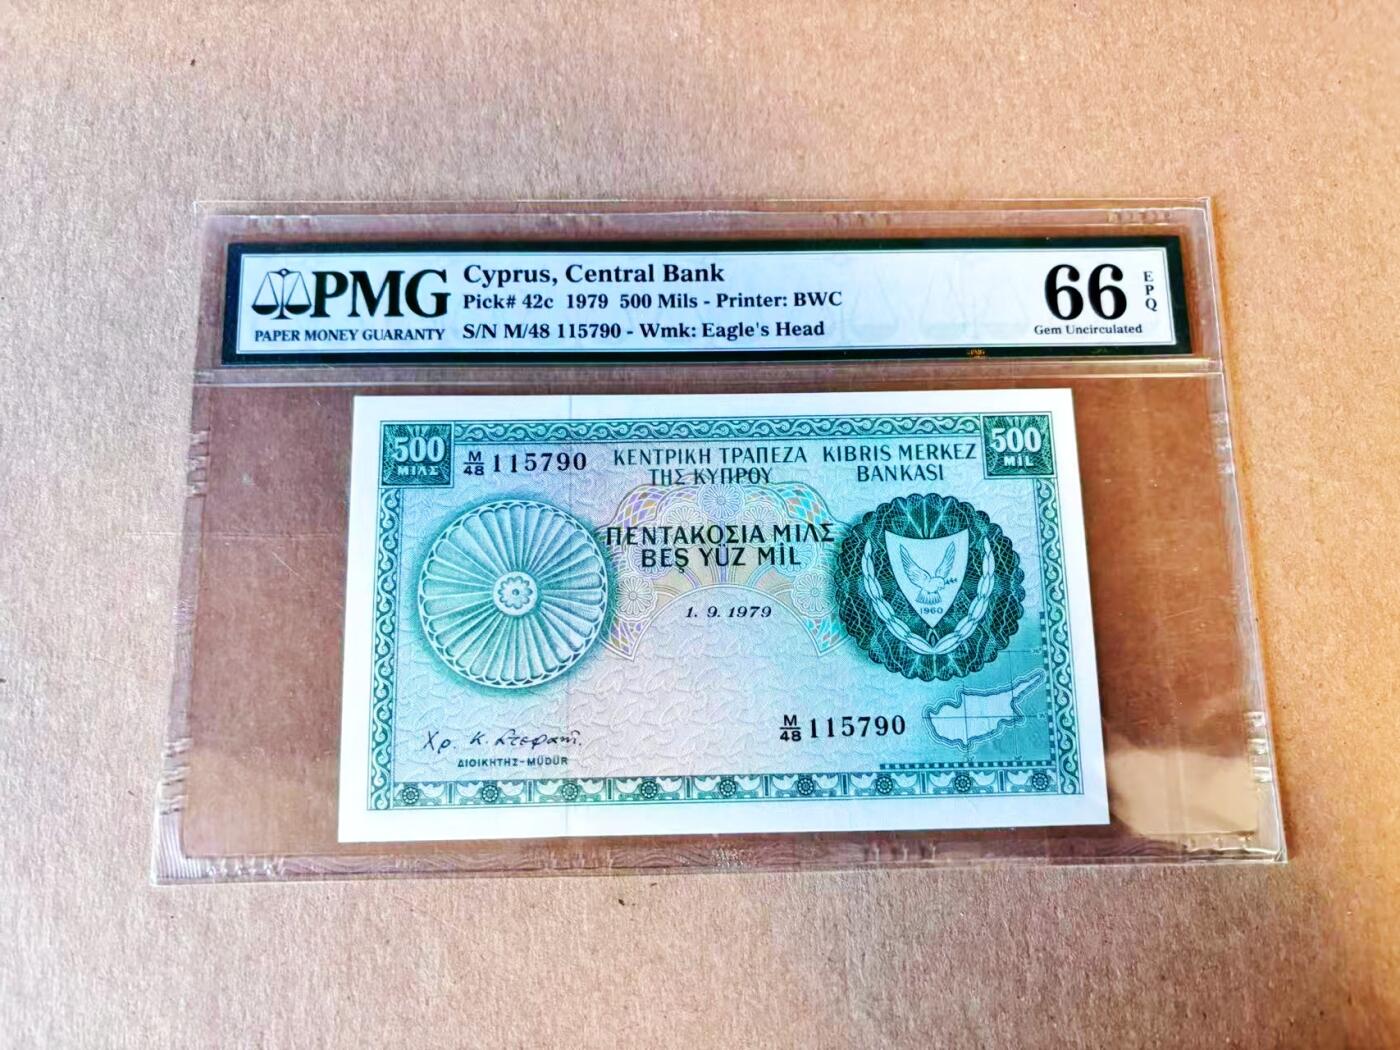 PMG
PAPER MONEY GUARANTY
Cyprus, Central Bank
Pick# 42c 1979 500 Mils - Printer: BWC
S/N M/48 115790 - Wmk: Eagle's Head
66
EPQ
Gem Uncirculated
500
ΜΙΛΣ
M/48 115790
ΚΕΝΤΡΙΚΗ ΤΡΑΠΕΖΑ
ΤΗΣ ΚΥΠΡΟΥ
KIBRIS MERKEZ
BANKASI
500
MİL
ΠΕΝΤΑΚΟΣΙΑ ΜΙΛΣ
BEŞ YÜZ MİL
1. 9. 1979
1960
M/48 115790
Χρ. Κ. Στεφανῆ.
ΔΙΟΙΚΗΤΗΣ-MÜDÜR